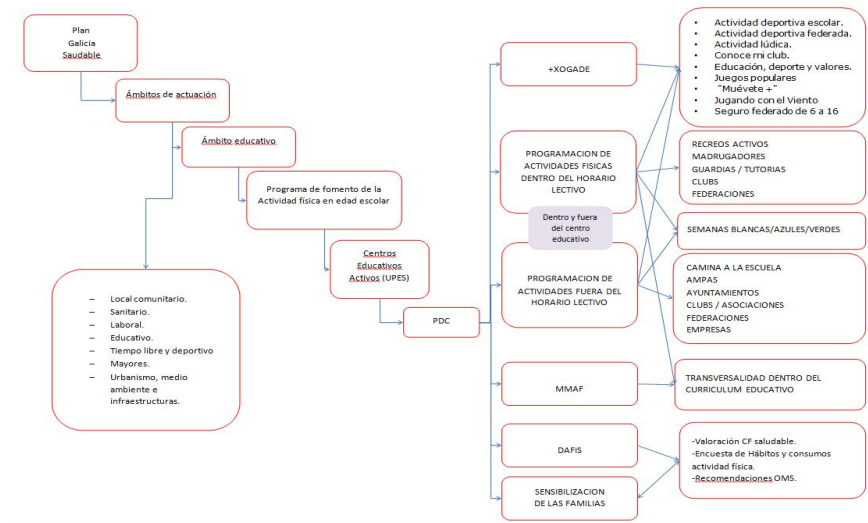 Plan
Galicia
Saudable
Ámbitos de actuación
Ámbito educativo
Programa de fomento de la
Actividad física en edad escolar
Centros
Educativos
Activos (UPES)
PDC
– Local comunitario.
– Sanitario.
– Laboral.
– Educativo.
– Tiempo libre y deportivo
– Mayores.
– Urbanismo, medio
ambiente e
infraestructuras.
+XOGADE
PROGRAMACION DE
ACTIVIDADES FISICAS
DENTRO DEL HORARIO
LECTIVO
Dentro y fuera
del centro
educativo
PROGRAMACION DE
ACTIVIDADES FUERA DEL
HORARIO LECTIVO
MMAF
DAFIS
SENSIBILIZACION
DE LAS FAMILIAS
• Actividad deportiva escolar.
• Actividad deportiva federada.
• Actividad lúdica.
• Conoce mi club.
• Educación, deporte y valores.
• Juegos populares
• "Muévete +"
• Jugando con el Viento
• Seguro federado de 6 a 16
RECREOS ACTIVOS
MADRUGADORES
GUARDIAS / TUTORIAS
CLUBS
FEDERACIONES
SEMANAS BLANCAS/AZULES/VERDES
CAMINA A LA ESCUELA
AMPAS
AYUNTAMIENTOS
CLUBS / ASOCIACIONES
FEDERACIONES
EMPRESAS
TRANSVERSALIDAD DENTRO DEL
CURRICULUM EDUCATIVO
-Valoración CF saludable.
-Encuesta de Hábitos y consumos
actividad física.
-Recomendaciones OMS.